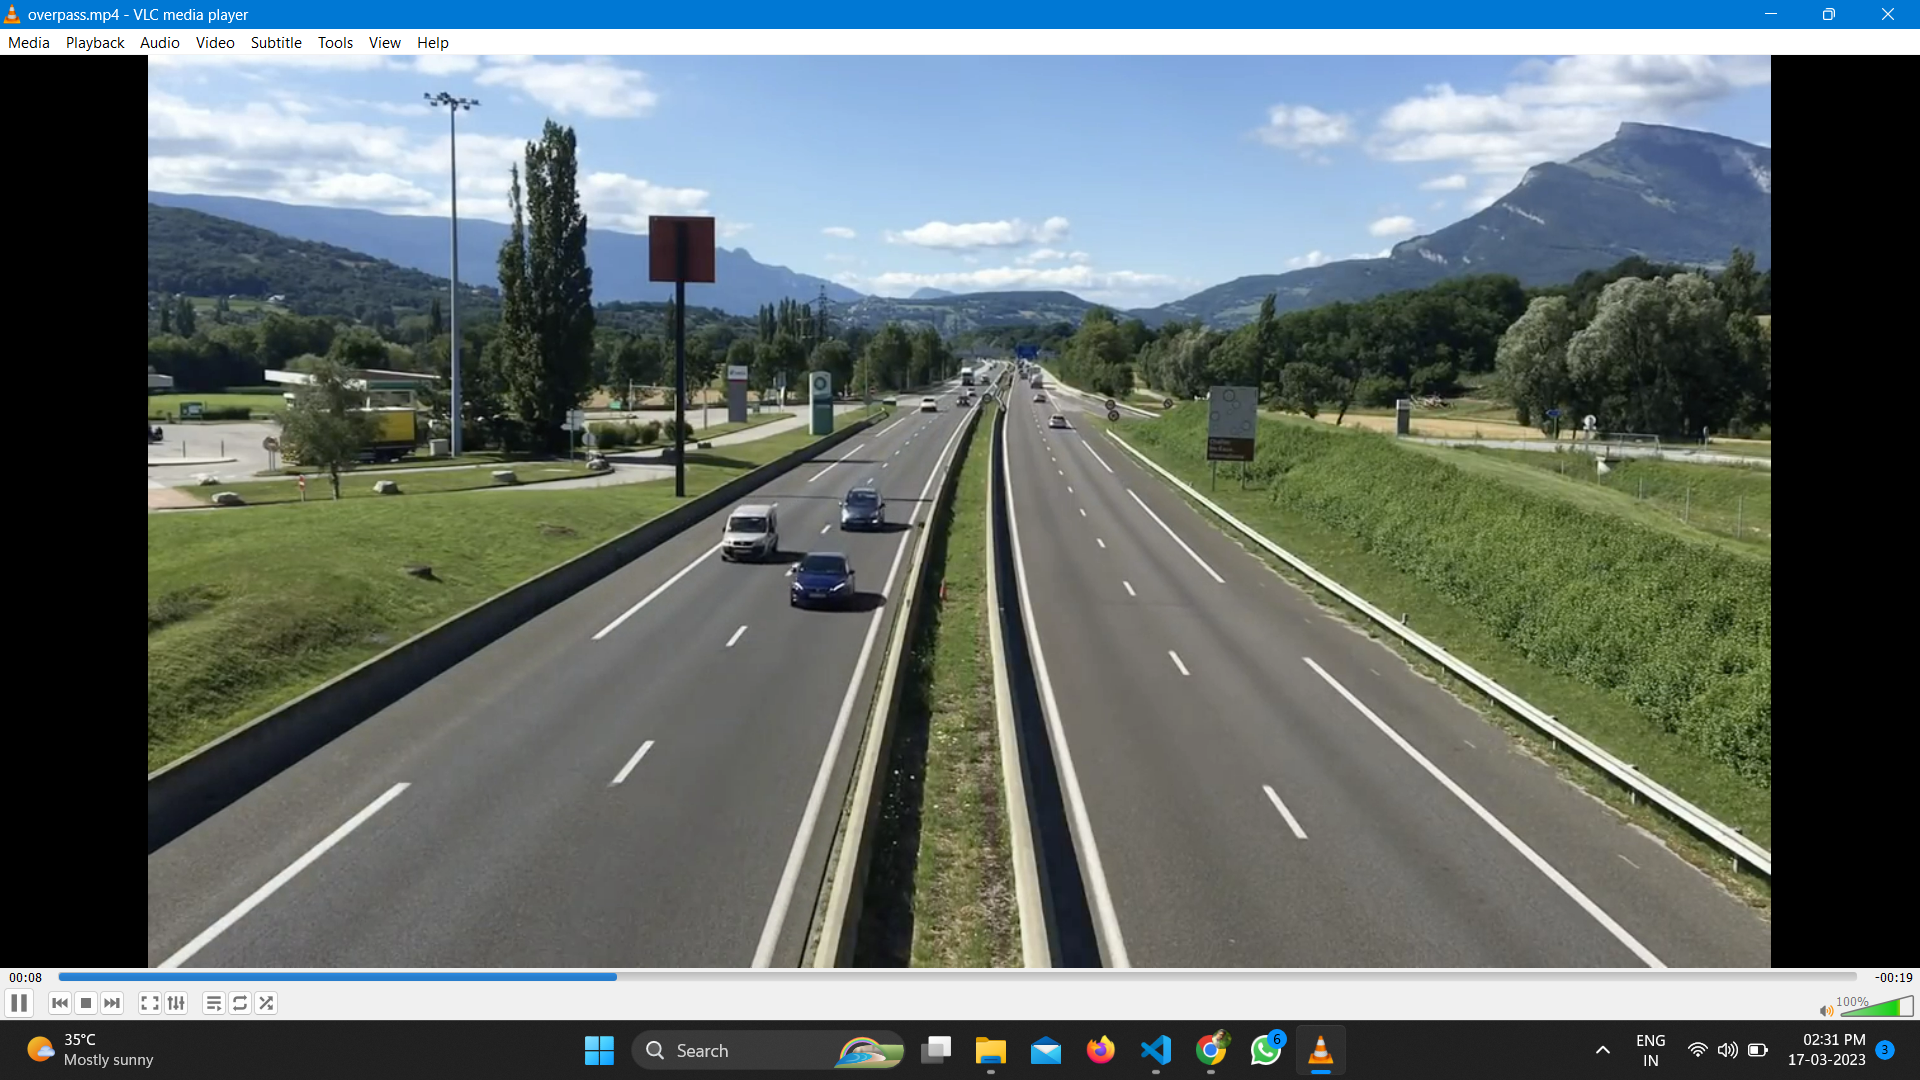 overpass.mp4 - VLC media player
Media Playback Audio Video Subtitle Tools View Help
00:08
-00:19
100%
35°C
Mostly sunny
Search
6
ENG
IN
02:31 PM
17-03-2023
3